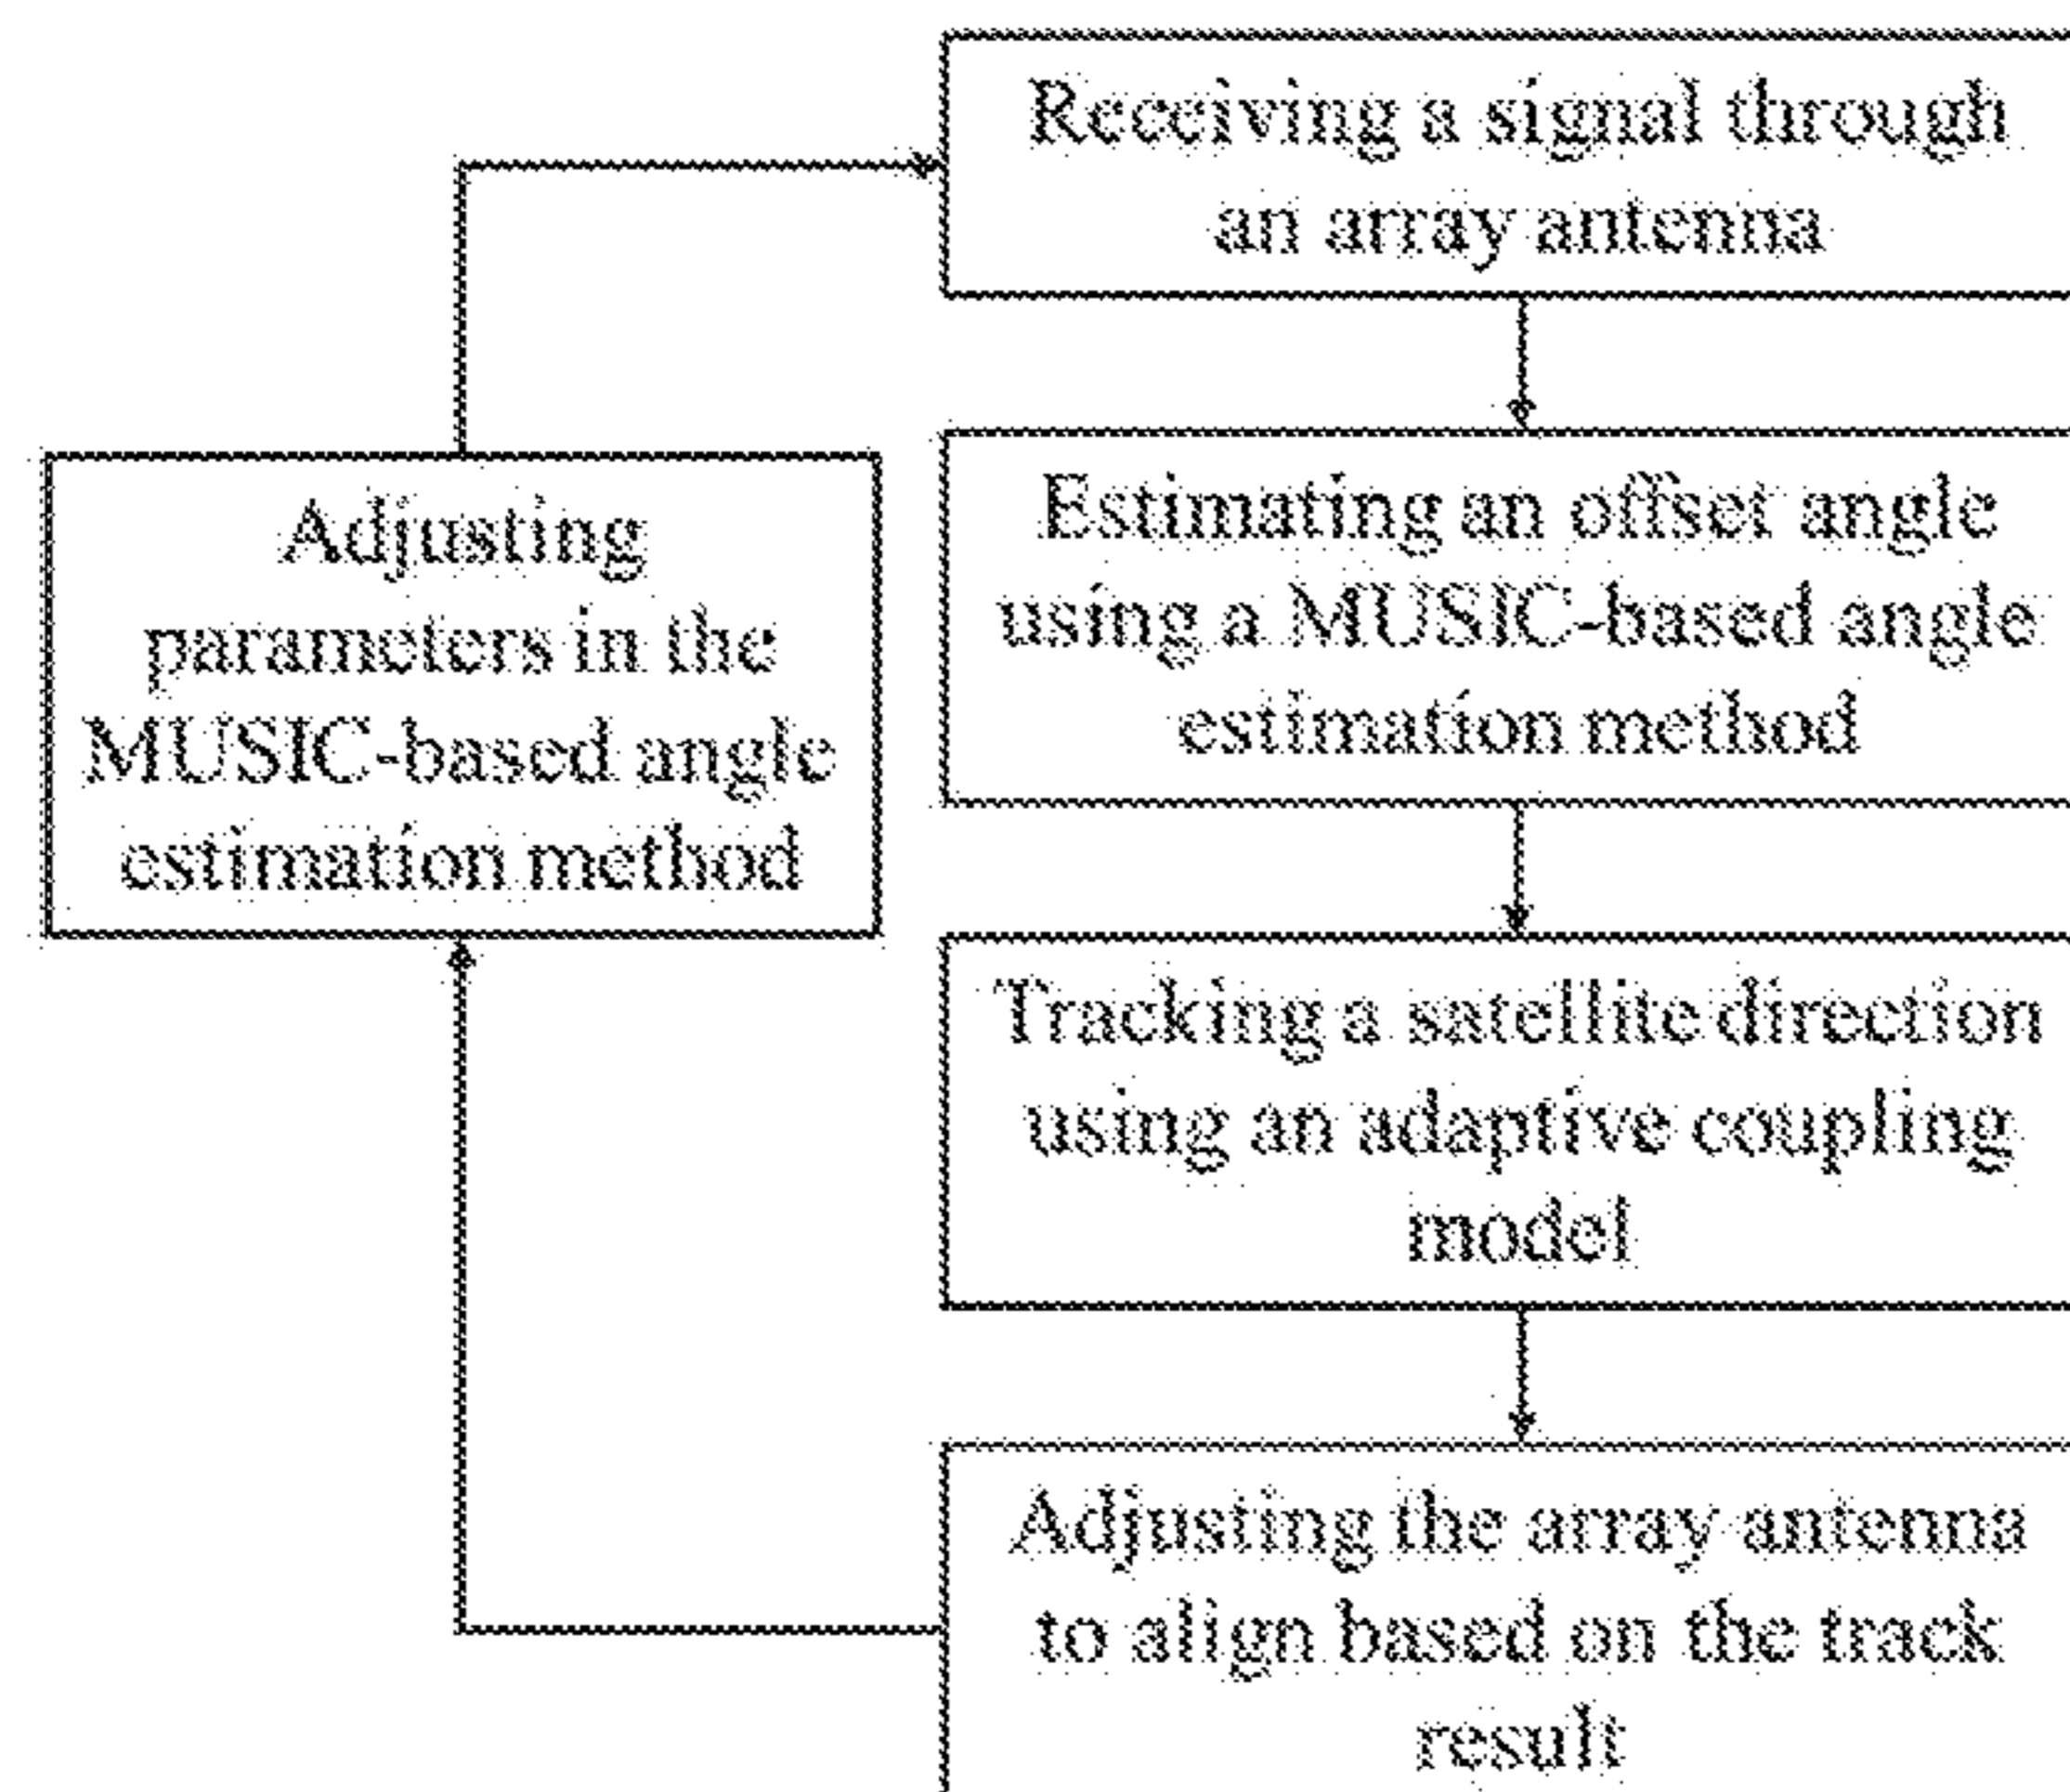 Receiving a signal through
an array antenna
Estimating an offset angle
using a MUSIC-based angle
estimation method
Tracking a satellite direction
using an adaptive coupling
model
Adjusting the array antenna
to align based on the track
result
Adjusting
parameters in the
MUSIC-based angle
estimation method